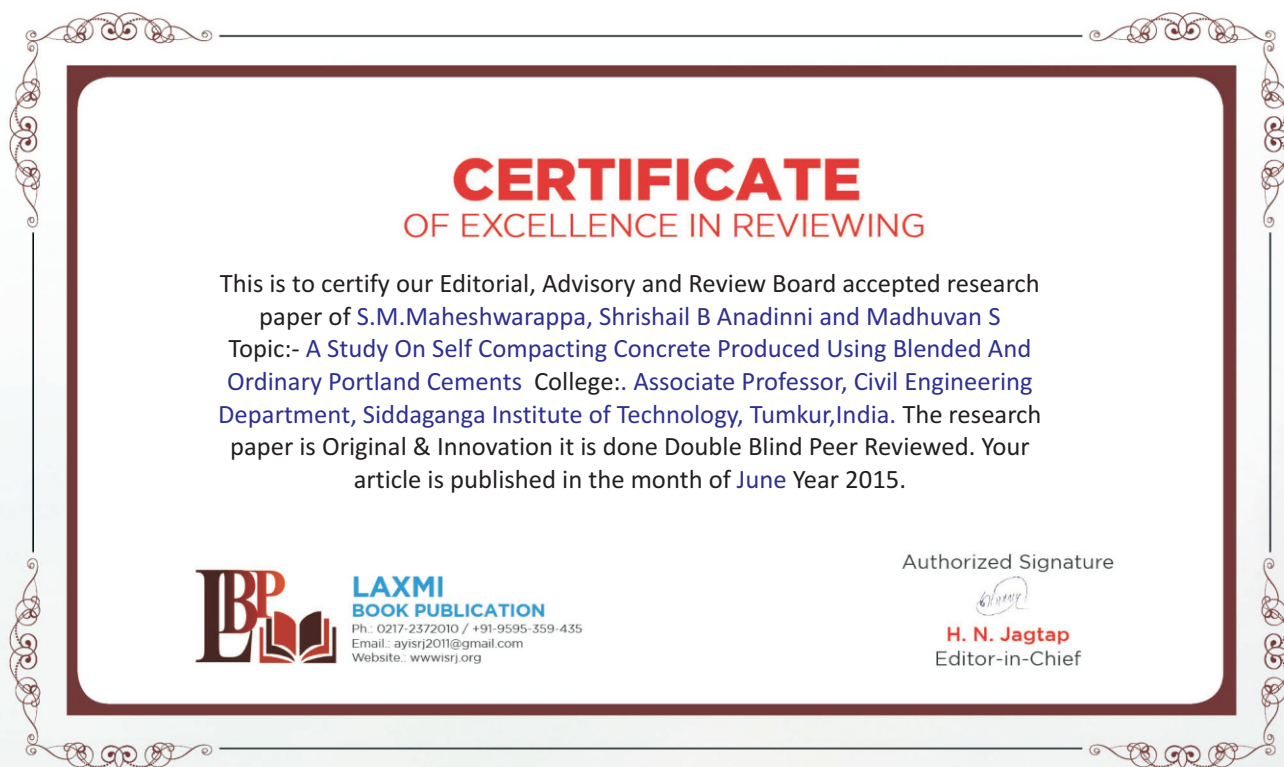 CERTIFICATE
OF EXCELLENCE IN REVIEWING
This is to certify our Editorial, Advisory and Review Board accepted research
paper of S.M.Maheshwarappa, Shrishail B Anadinni and Madhuvan S
Topic:- A Study On Self Compacting Concrete Produced Using Blended And
Ordinary Portland Cements College:. Associate Professor, Civil Engineering
Department, Siddaganga Institute of Technology, Tumkur,India. The research
paper is Original & Innovation it is done Double Blind Peer Reviewed. Your
article is published in the month of June Year 2015.
LBP
LAXMI
BOOK PUBLICATION
Ph.: 0217-2372010 / +91-9595-359-435
Email.: ayisrj2011@gmail.com
Website.: wwwisrj.org
Authorized Signature
H. N. Jagtap
Editor-in-Chief